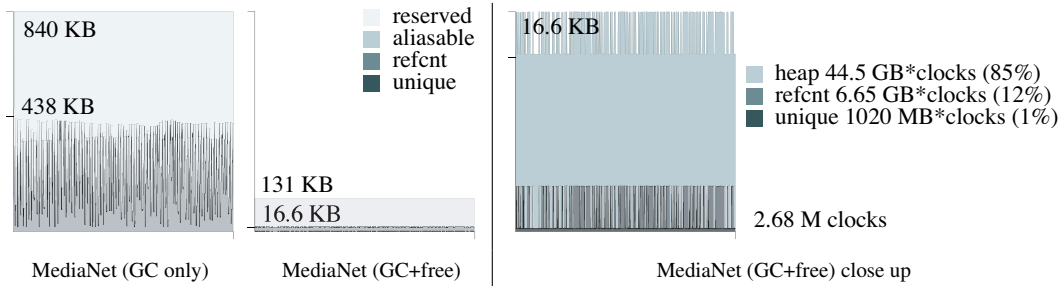 840 KB
438 KB
MediaNet (GC only)
reserved
aliasable
refcnt
unique
131 KB
16.6 KB
MediaNet (GC+free)
16.6 KB
heap 44.5 GB*clocks (85%)
refcnt 6.65 GB*clocks (12%)
unique 1020 MB*clocks (1%)
2.68 M clocks
MediaNet (GC+free) close up